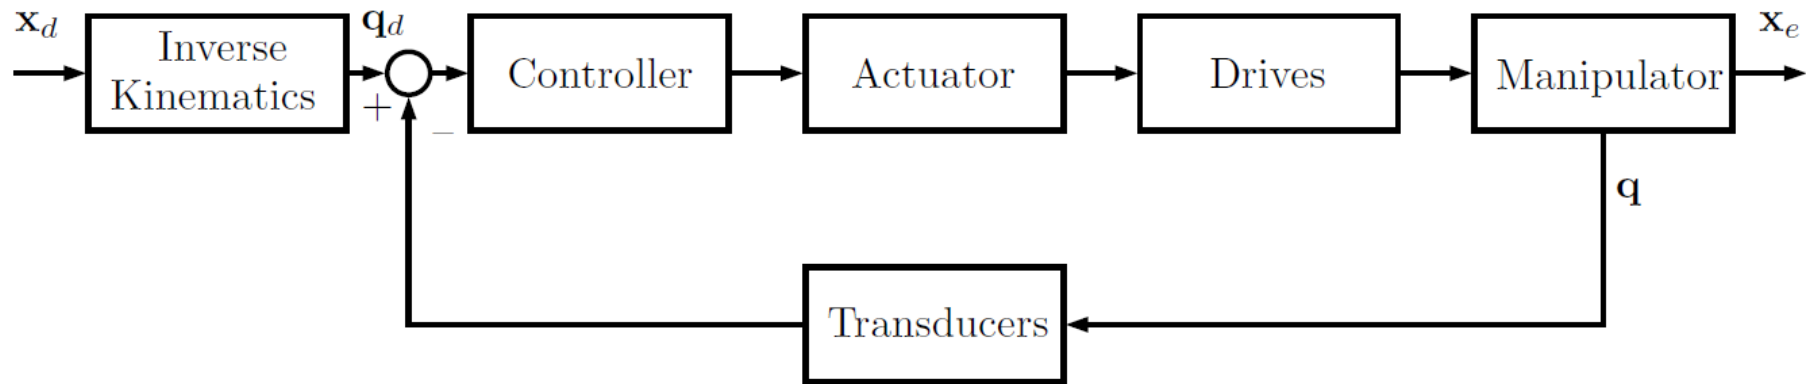 x_d
Inverse
Kinematics
q_d
+
−
Controller
Actuator
Drives
Manipulator
x_e
q
Transducers